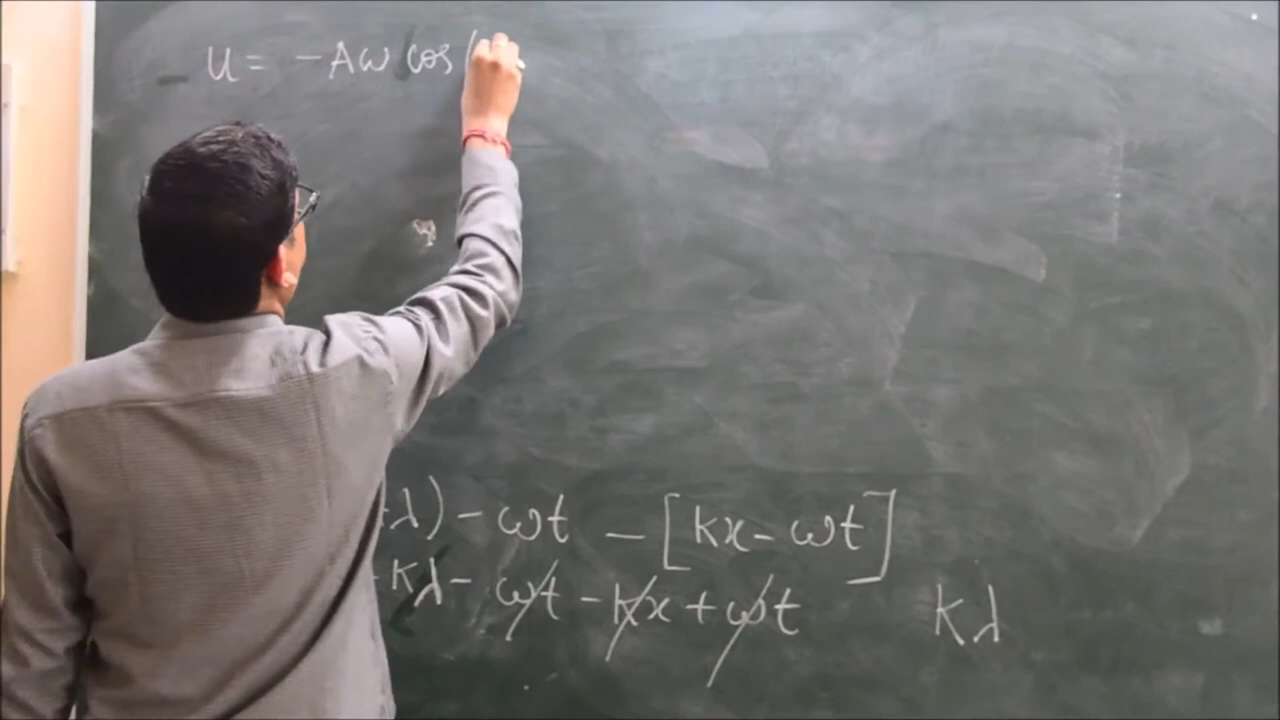 u = -Aω cos(
λ) - ωt - [kx - ωt]
kλ - ωt - kx + ωt kλ